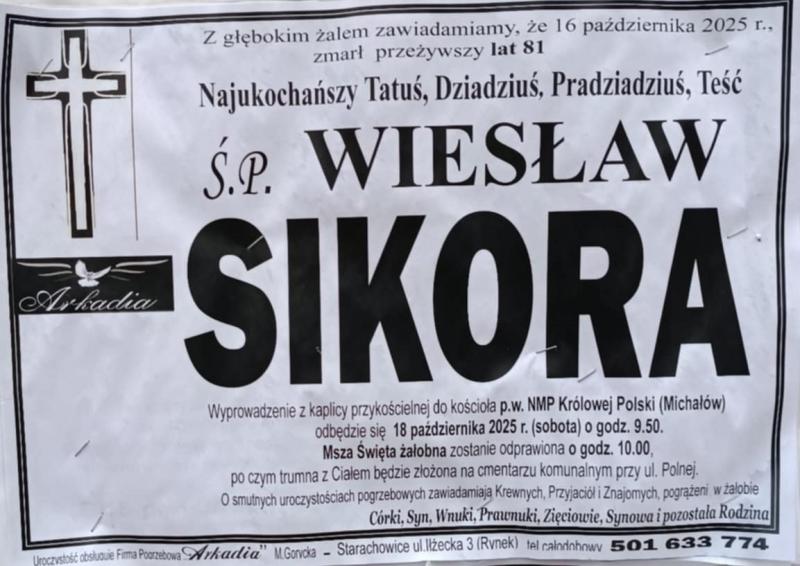 Z głębokim żalem zawiadamiamy, że 16 października 2025 r.,
zmarł przeżywszy lat 81
Najukochańszy Tatuś, Dziadziuś, Pradziadziuś, Teść
Ś.P. WIESŁAW
SIKORA
Arkadia
Wyprowadzenie z kaplicy przykościelnej do kościoła p.w. NMP Królowej Polski (Michałów)
odbędzie się 18 października 2025 r. (sobota) o godz. 9.50.
Msza Święta żałobna zostanie odprawiona o godz. 10.00,
po czym trumna z Ciałem będzie złożona na cmentarzu komunalnym przy ul. Polnej.
O smutnych uroczystościach pogrzebowych zawiadamiają Krewnych, Przyjaciół i Znajomych, pogrążeni w żałobie
Córki, Syn, Wnuki, Prawnuki, Zięciowie, Synowa i pozostała Rodzina
Uroczystość obsługuje Firma Pogrzebowa "Arkadia" M.Gorycka – Starachowice ul.Iłżecka 3 (Rynek) tel całodobowy 501 633 774